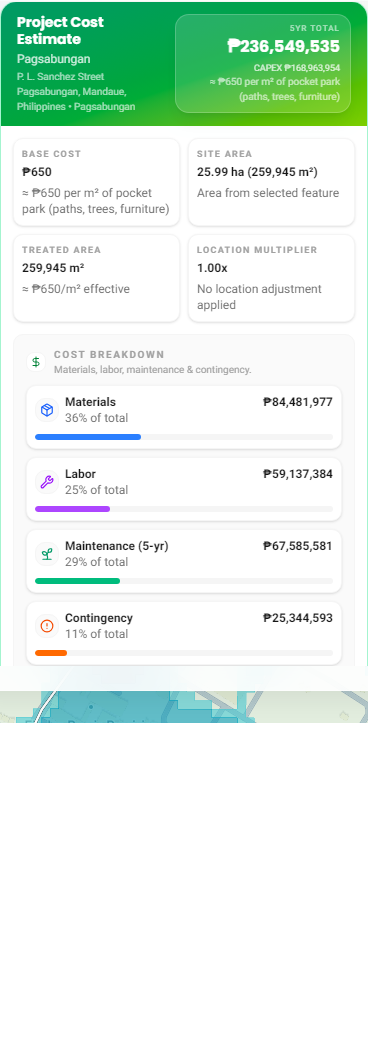 Project Cost
Estimate
Pagsabungan
P. L. Sanchez Street
Pagsabungan, Mandaue,
Philippines • Pagsabungan
5YR TOTAL
₱236,549,535
CAPEX ₱168,963,954
≈ ₱650 per m² of pocket park
(paths, trees, furniture)
BASE COST
₱650
≈ ₱650 per m² of pocket
park (paths, trees, furniture)
SITE AREA
25.99 ha (259,945 m²)
Area from selected feature
TREATED AREA
259,945 m²
≈ ₱650/m² effective
LOCATION MULTIPLIER
1.00x
No location adjustment
applied
COST BREAKDOWN
Materials, labor, maintenance & contingency.
Materials
₱84,481,977
36% of total
Labor
₱59,137,384
25% of total
Maintenance (5-yr)
₱67,585,581
29% of total
Contingency
₱25,344,593
11% of total